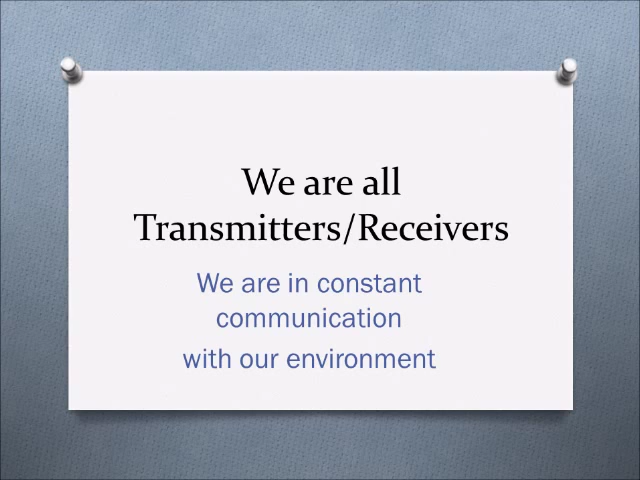 We are all
Transmitters/Receivers
We are in constant
communication
with our environment